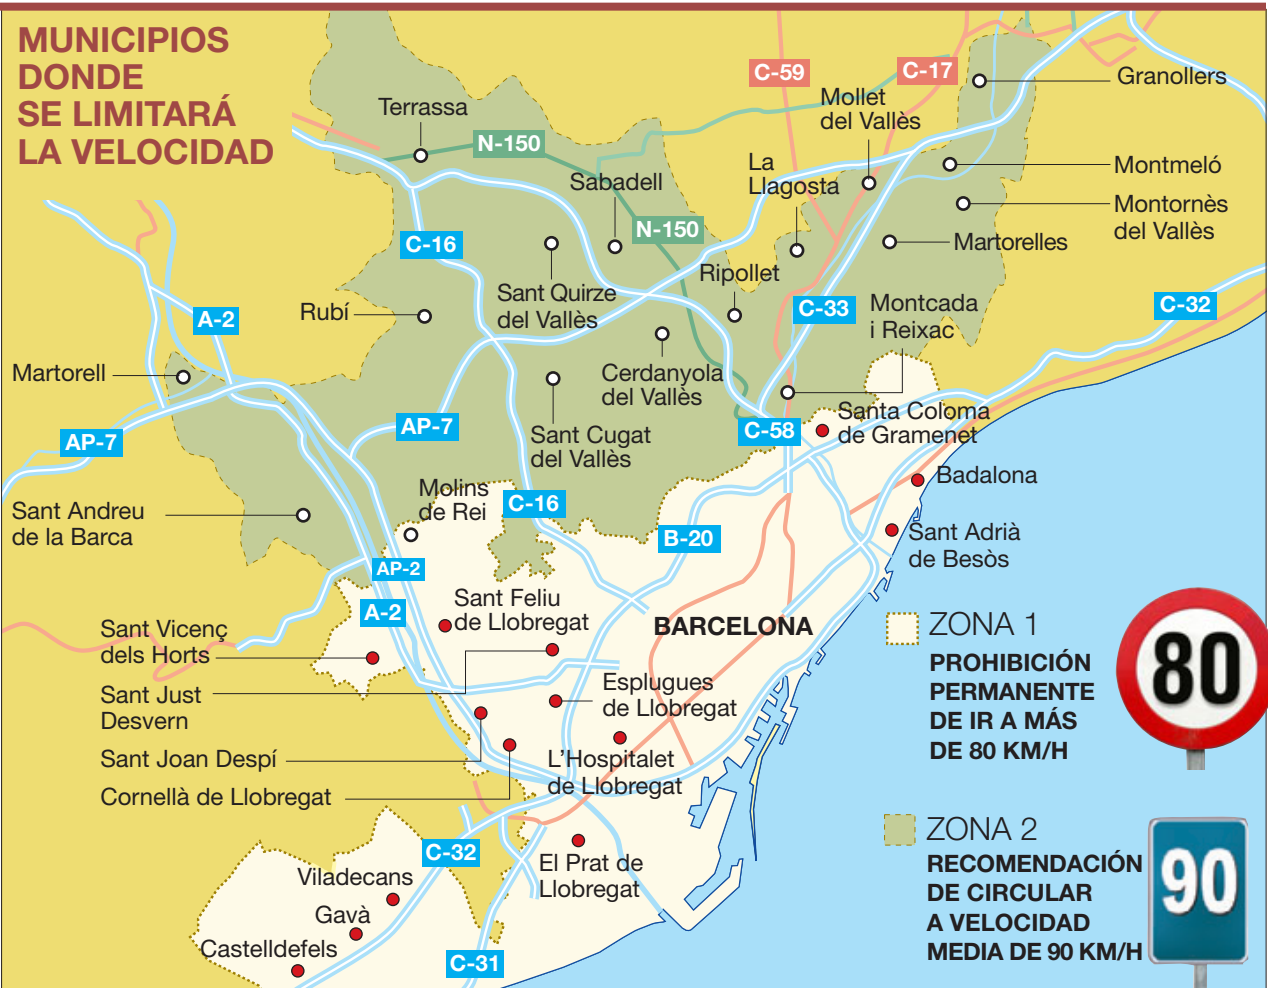 MUNICIPIOS
DONDE
SE LIMITARÁ
LA VELOCIDAD
C-59
C-17
Granollers
Mollet
del Vallès
Terrassa
N-150
La
Llagosta
Montmeló
Sabadell
Montornès
del Vallès
N-150
C-16
Martorelles
Ripollet
Sant Quirze
del Vallès
Rubí
A-2
C-33
Montcada
i Reixac
C-32
Martorell
Cerdanyola
del Vallès
AP-7
AP-7
Sant Cugat
del Vallès
C-58
Santa Coloma
de Gramenet
Badalona
Molins
de Rei
C-16
Sant Andreu
de la Barca
B-20
Sant Adrià
de Besòs
AP-2
A-2
Sant Feliu
de Llobregat
BARCELONA
Sant Vicenç
dels Horts
Sant Just
Desvern
Esplugues
de Llobregat
Sant Joan Despí
L'Hospitalet
de Llobregat
Cornellà de Llobregat
C-32
El Prat de
Llobregat
Viladecans
Gavà
Castelldefels
C-31
ZONA 1
PROHIBICIÓN
PERMANENTE
DE IR A MÁS
DE 80 KM/H
80
ZONA 2
RECOMENDACIÓN
DE CIRCULAR
A VELOCIDAD
MEDIA DE 90 KM/H
90